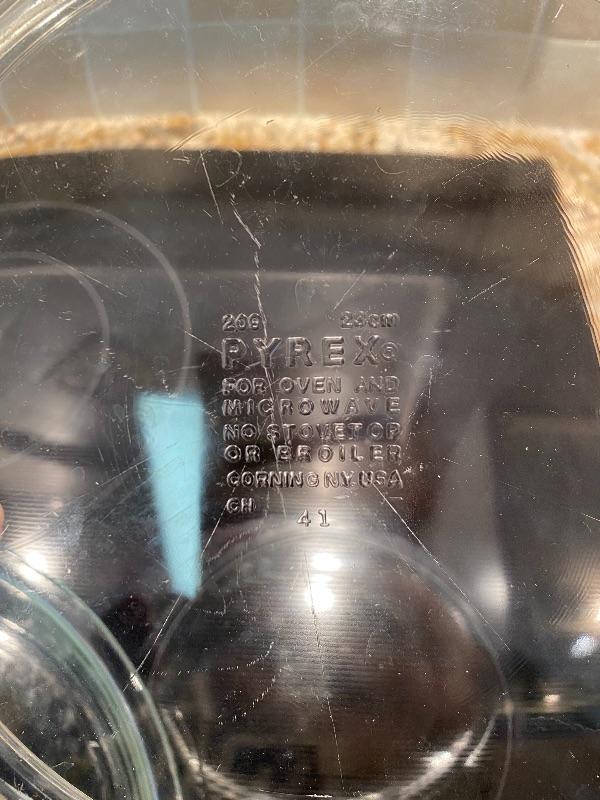 209 23cm
PYREX®
FOR OVEN AND
MICROWAVE
NO STOVETOP
OR BROILER
CORNING NY. USA
CH
41